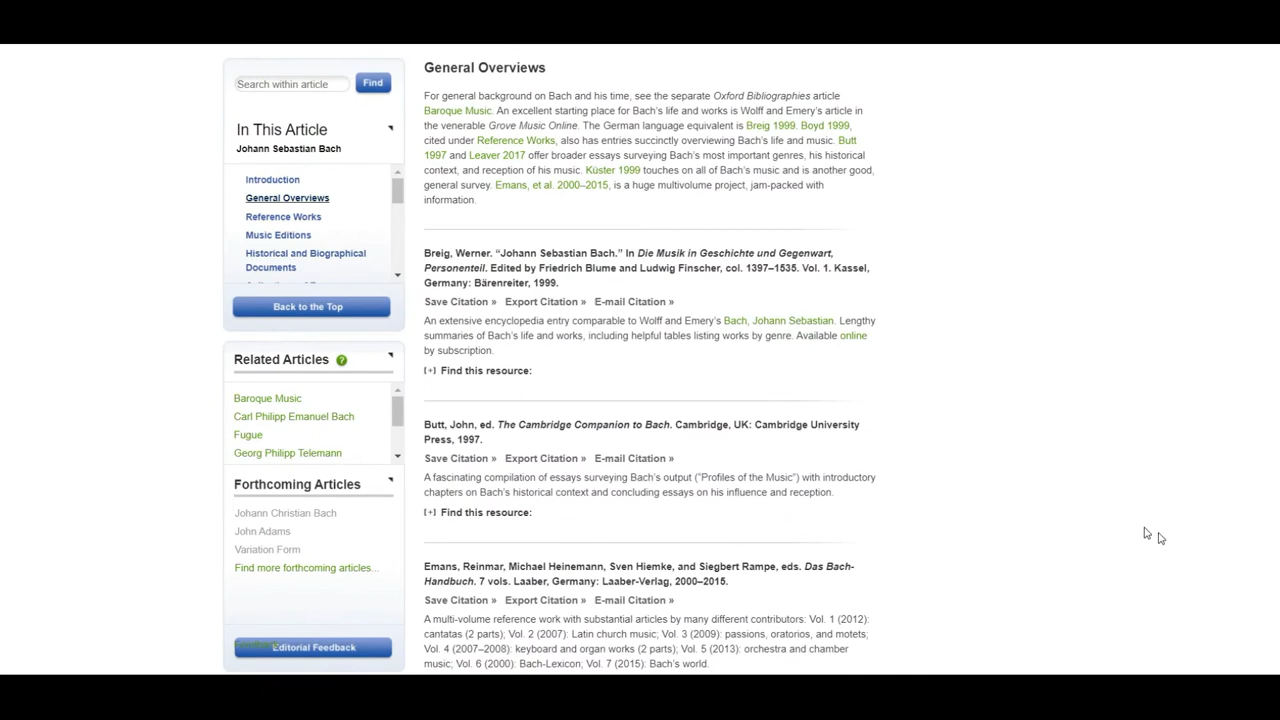 Search within article
Find
In This Article
Johann Sebastian Bach
Introduction
General Overviews
Reference Works
Music Editions
Historical and Biographical
Documents
Back to the Top
Related Articles ?
Baroque Music
Carl Philipp Emanuel Bach
Fugue
Georg Philipp Telemann
Forthcoming Articles
Johann Christian Bach
John Adams
Variation Form
Find more forthcoming articles...
Editorial Feedback
General Overviews
For general background on Bach and his time, see the separate Oxford Bibliographies article
Baroque Music. An excellent starting place for Bach's life and works is Wolff and Emery's article in
the venerable Grove Music Online. The German language equivalent is Breig 1999. Boyd 1999,
cited under Reference Works, also has entries succinctly overviewing Bach's life and music. Butt
1997 and Leaver 2017 offer broader essays surveying Bach's most important genres, his historical
context, and reception of his music. Küster 1999 touches on all of Bach's music and is another good,
general survey. Emans, et al. 2000–2015, is a huge multivolume project, jam-packed with
information.
Breig, Werner. “Johann Sebastian Bach.” In Die Musik in Geschichte und Gegenwart,
Personenteil. Edited by Friedrich Blume and Ludwig Finscher, col. 1397–1535. Vol. 1. Kassel,
Germany: Bärenreiter, 1999.
Save Citation » Export Citation » E-mail Citation »
An extensive encyclopedia entry comparable to Wolff and Emery's Bach, Johann Sebastian. Lengthy
summaries of Bach's life and works, including helpful tables listing works by genre. Available online
by subscription.
[+] Find this resource:
Butt, John, ed. The Cambridge Companion to Bach. Cambridge, UK: Cambridge University
Press, 1997.
Save Citation » Export Citation » E-mail Citation »
A fascinating compilation of essays surveying Bach's output (“Profiles of the Music”) with introductory
chapters on Bach's historical context and concluding essays on his influence and reception.
[+] Find this resource:
Emans, Reinmar, Michael Heinemann, Sven Hiemke, and Siegbert Rampe, eds. Das Bach-
Handbuch. 7 vols. Laaber, Germany: Laaber-Verlag, 2000–2015.
Save Citation » Export Citation » E-mail Citation »
A multi-volume reference work with substantial articles by many different contributors: Vol. 1 (2012):
cantatas (2 parts); Vol. 2 (2007): Latin church music; Vol. 3 (2009): passions, oratorios, and motets;
Vol. 4 (2007–2008): keyboard and organ works (2 parts); Vol. 5 (2013): orchestra and chamber
music; Vol. 6 (2000): Bach-Lexicon; Vol. 7 (2015): Bach's world.